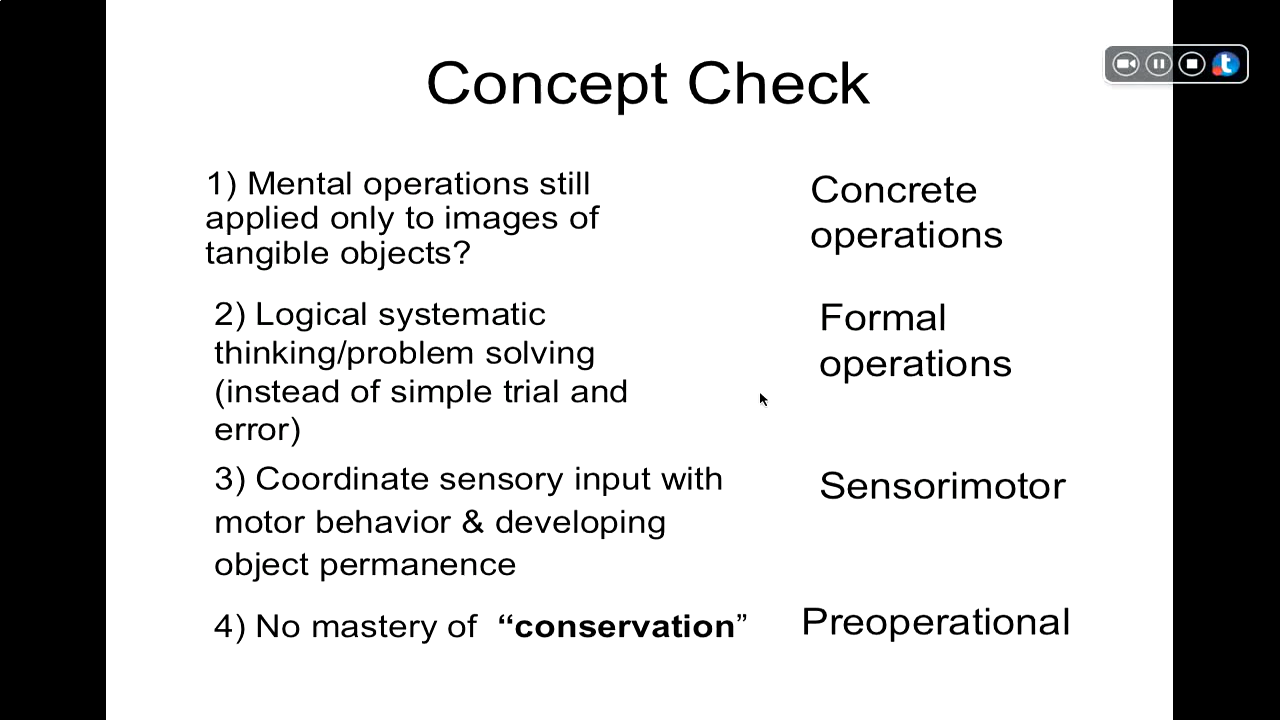 Concept Check
1) Mental operations still
applied only to images of
tangible objects?
Concrete
operations
2) Logical systematic
thinking/problem solving
(instead of simple trial and
error)
Formal
operations
3) Coordinate sensory input with
motor behavior & developing
object permanence
Sensorimotor
4) No mastery of “conservation”
Preoperational
t